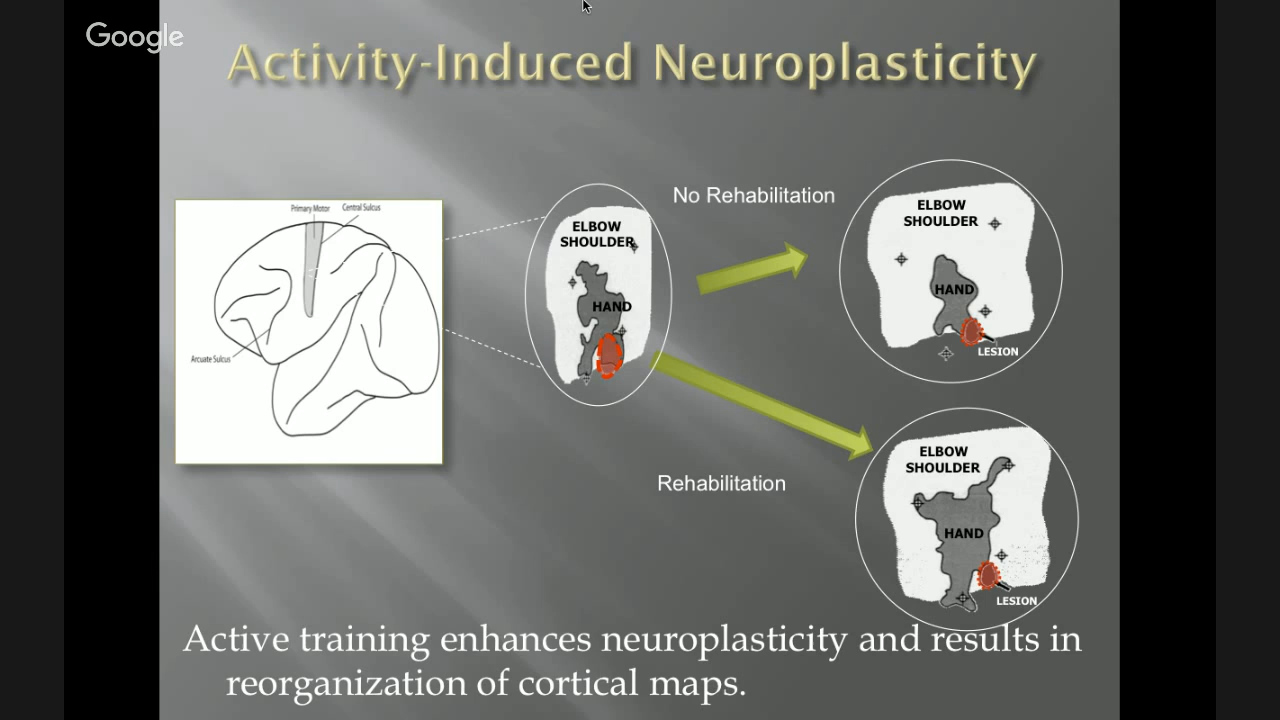 Google
Activity-Induced Neuroplasticity
Primary Motor
Central Sulcus
Arcuate Sulcus
ELBOW
SHOULDER
HAND
No Rehabilitation
ELBOW
SHOULDER
HAND
LESION
Rehabilitation
ELBOW
SHOULDER
HAND
LESION
Active training enhances neuroplasticity and results in
reorganization of cortical maps.